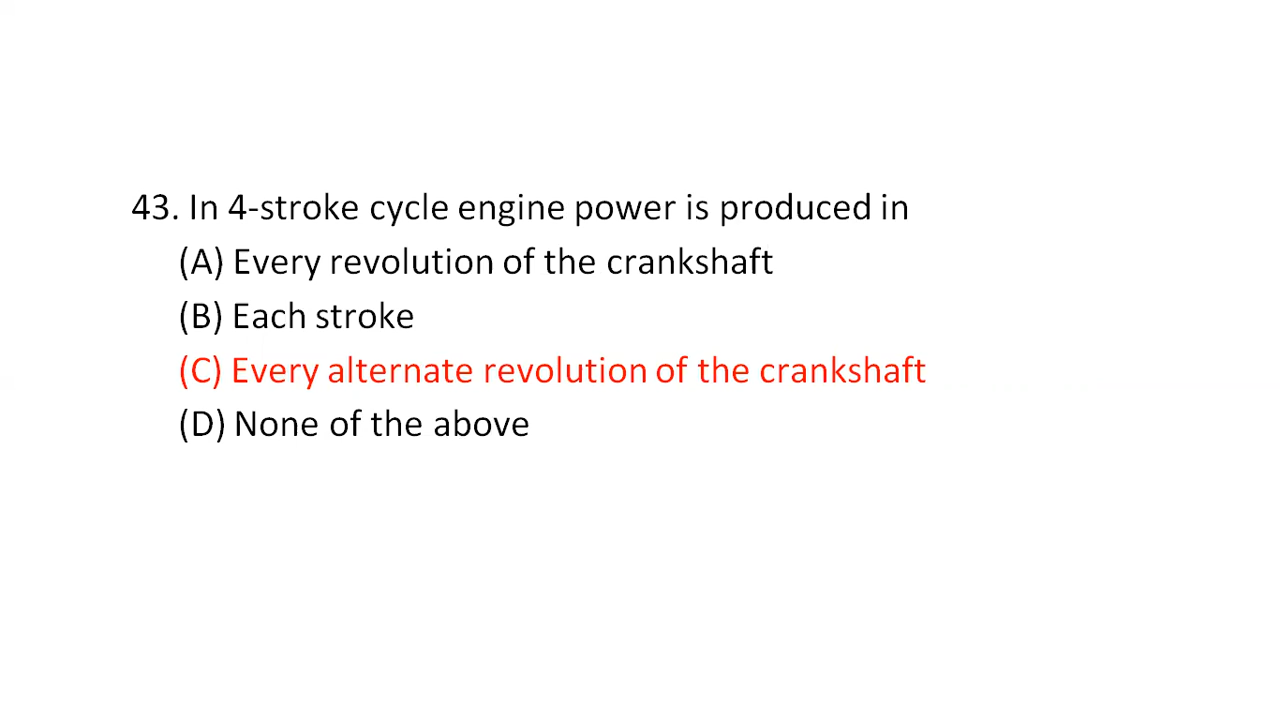 43. In 4-stroke cycle engine power is produced in
(A) Every revolution of the crankshaft
(B) Each stroke
(C) Every alternate revolution of the crankshaft
(D) None of the above